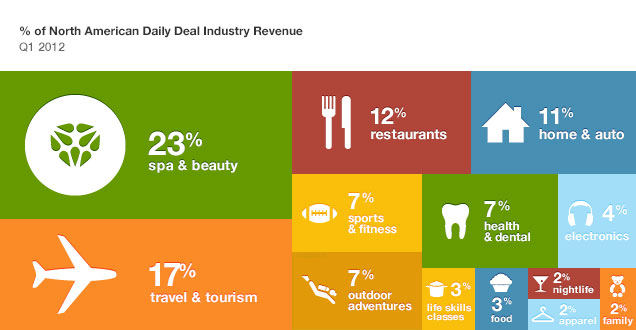 % of North American Daily Deal Industry Revenue
Q1 2012
23%
spa & beauty
17%
travel & tourism
12%
restaurants
11%
home & auto
7%
sports
& fitness
7%
health
& dental
4%
electronics
7%
outdoor
adventures
3%
life skills
classes
3%
food
2%
nightlife
2%
apparel
2%
family